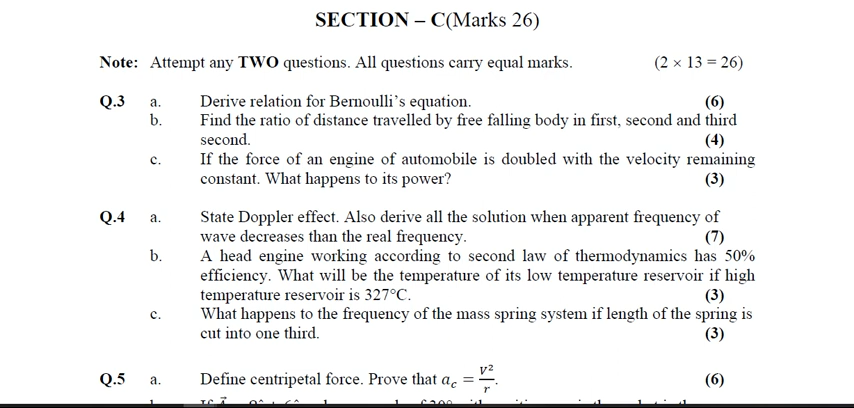 SECTION – C(Marks 26)
Note: Attempt any TWO questions. All questions carry equal marks. (2 × 13 = 26)
Q.3 a. Derive relation for Bernoulli's equation. (6)
b. Find the ratio of distance travelled by free falling body in first, second and third
second. (4)
c. If the force of an engine of automobile is doubled with the velocity remaining
constant. What happens to its power? (3)
Q.4 a. State Doppler effect. Also derive all the solution when apparent frequency of
wave decreases than the real frequency. (7)
b. A head engine working according to second law of thermodynamics has 50%
efficiency. What will be the temperature of its low temperature reservoir if high
temperature reservoir is 327°C. (3)
c. What happens to the frequency of the mass spring system if length of the spring is
cut into one third. (3)
Q.5 a. Define centripetal force. Prove that a_c = V²/r. (6)